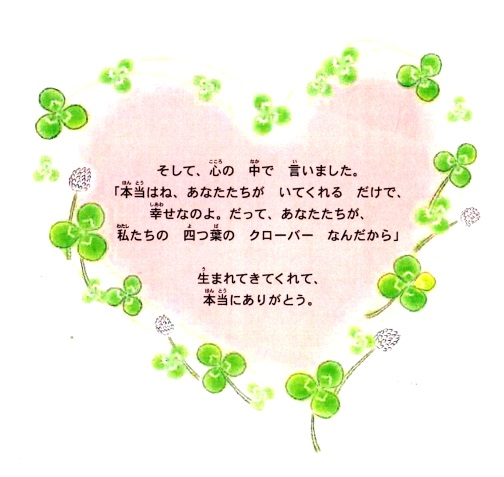 そして、心の 中で 言いました。
「本当はね、あなたたちが いてくれる だけで、
幸せなのよ。だって、あなたたちが、
私たちの 四つ葉の クローバー なんだから」
生まれてきてくれて、
本当にありがとう。